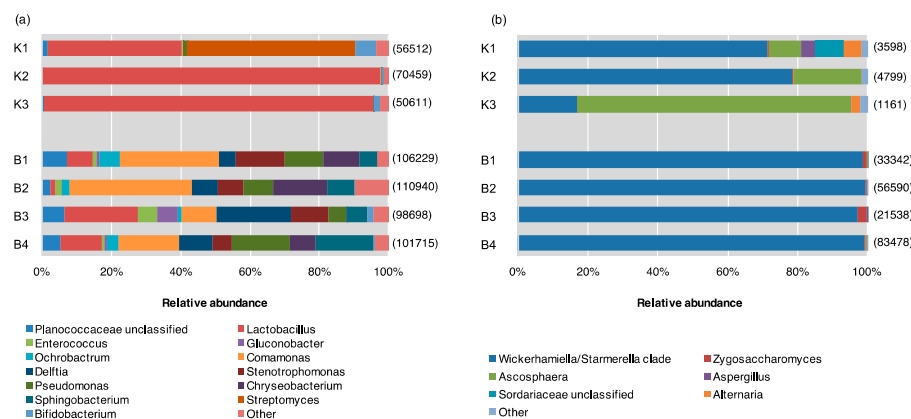 (a)
K1 (56512)
K2 (70459)
K3 (50611)
B1 (106229)
B2 (110940)
B3 (98698)
B4 (101715)
0% 20% 40% 60% 80% 100%
Relative abundance
Planococcaceae unclassified Lactobacillus
Enterococcus Gluconobacter
Ochrobactrum Comamonas
Delftia Stenotrophomonas
Pseudomonas Chryseobacterium
Sphingobacterium Streptomyces
Bifidobacterium Other
(b)
K1 (3598)
K2 (4799)
K3 (1161)
B1 (33342)
B2 (56590)
B3 (21538)
B4 (83478)
0% 20% 40% 60% 80% 100%
Relative abundance
Wickerhamiella/Starmerella clade Zygosaccharomyces
Ascosphaera Aspergillus
Sordariaceae unclassified Alternaria
Other